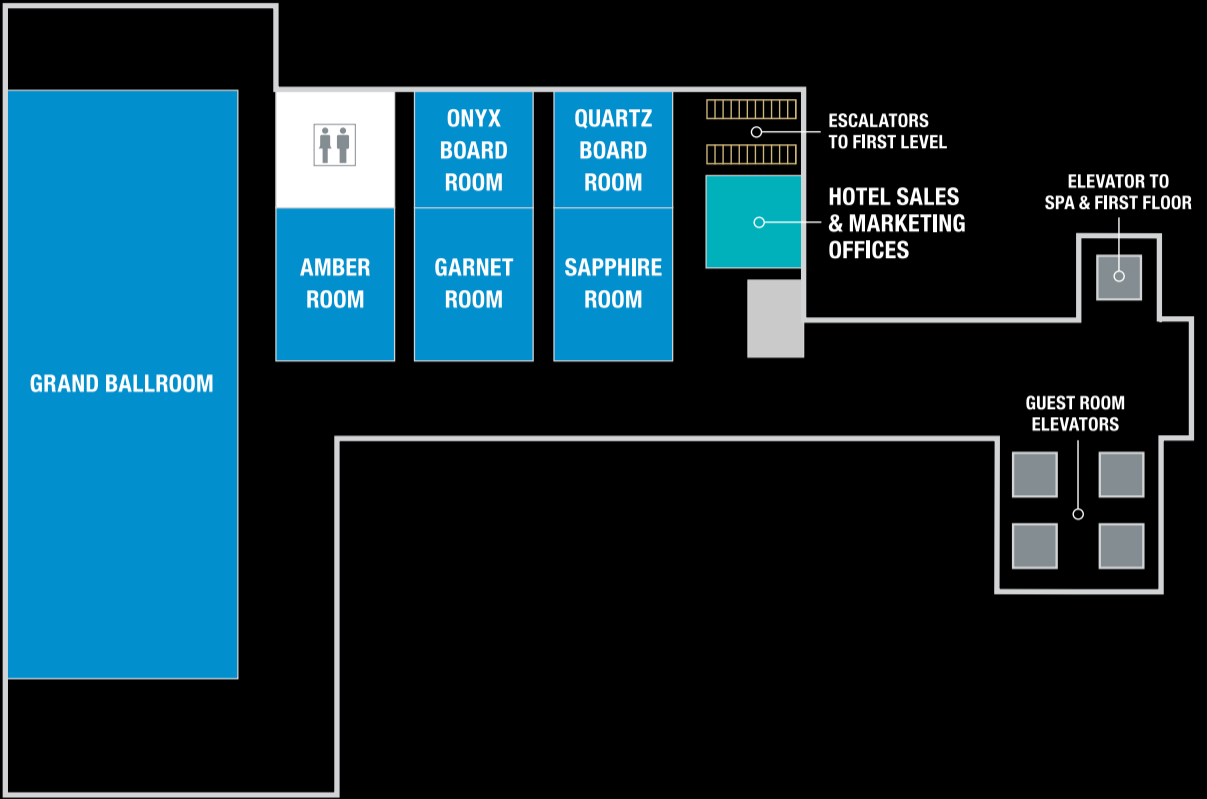 ONYX
BOARD
ROOM
QUARTZ
BOARD
ROOM
ESCALATORS
TO FIRST LEVEL
ELEVATOR TO
SPA & FIRST FLOOR
HOTEL SALES
& MARKETING
OFFICES
AMBER
ROOM
GARNET
ROOM
SAPPHIRE
ROOM
GRAND BALLROOM
GUEST ROOM
ELEVATORS